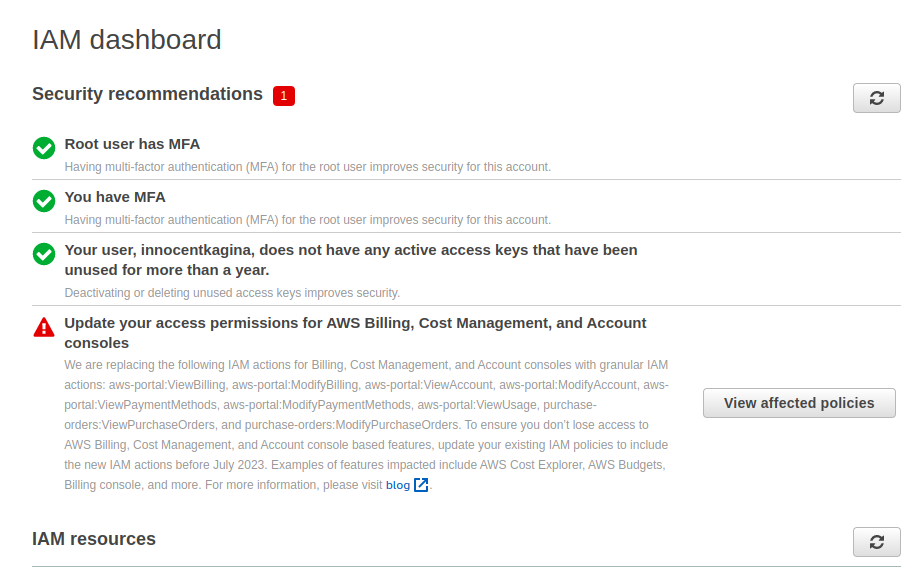 IAM dashboard
Security recommendations 1
Root user has MFA
Having multi-factor authentication (MFA) for the root user improves security for this account.
You have MFA
Having multi-factor authentication (MFA) for the root user improves security for this account.
Your user, innocentkagina, does not have any active access keys that have been
unused for more than a year.
Deactivating or deleting unused access keys improves security.
Update your access permissions for AWS Billing, Cost Management, and Account
consoles
We are replacing the following IAM actions for Billing, Cost Management, and Account consoles with granular IAM
actions: aws-portal:ViewBilling, aws-portal:ModifyBilling, aws-portal:ViewAccount, aws-portal:ModifyAccount, aws-
portal:ViewPaymentMethods, aws-portal:ModifyPaymentMethods, aws-portal:ViewUsage, purchase-
orders:ViewPurchaseOrders, and purchase-orders:ModifyPurchaseOrders. To ensure you don't lose access to
AWS Billing, Cost Management, and Account console based features, update your existing IAM policies to include
the new IAM actions before July 2023. Examples of features impacted include AWS Cost Explorer, AWS Budgets,
Billing console, and more. For more information, please visit blog .
View affected policies
IAM resources